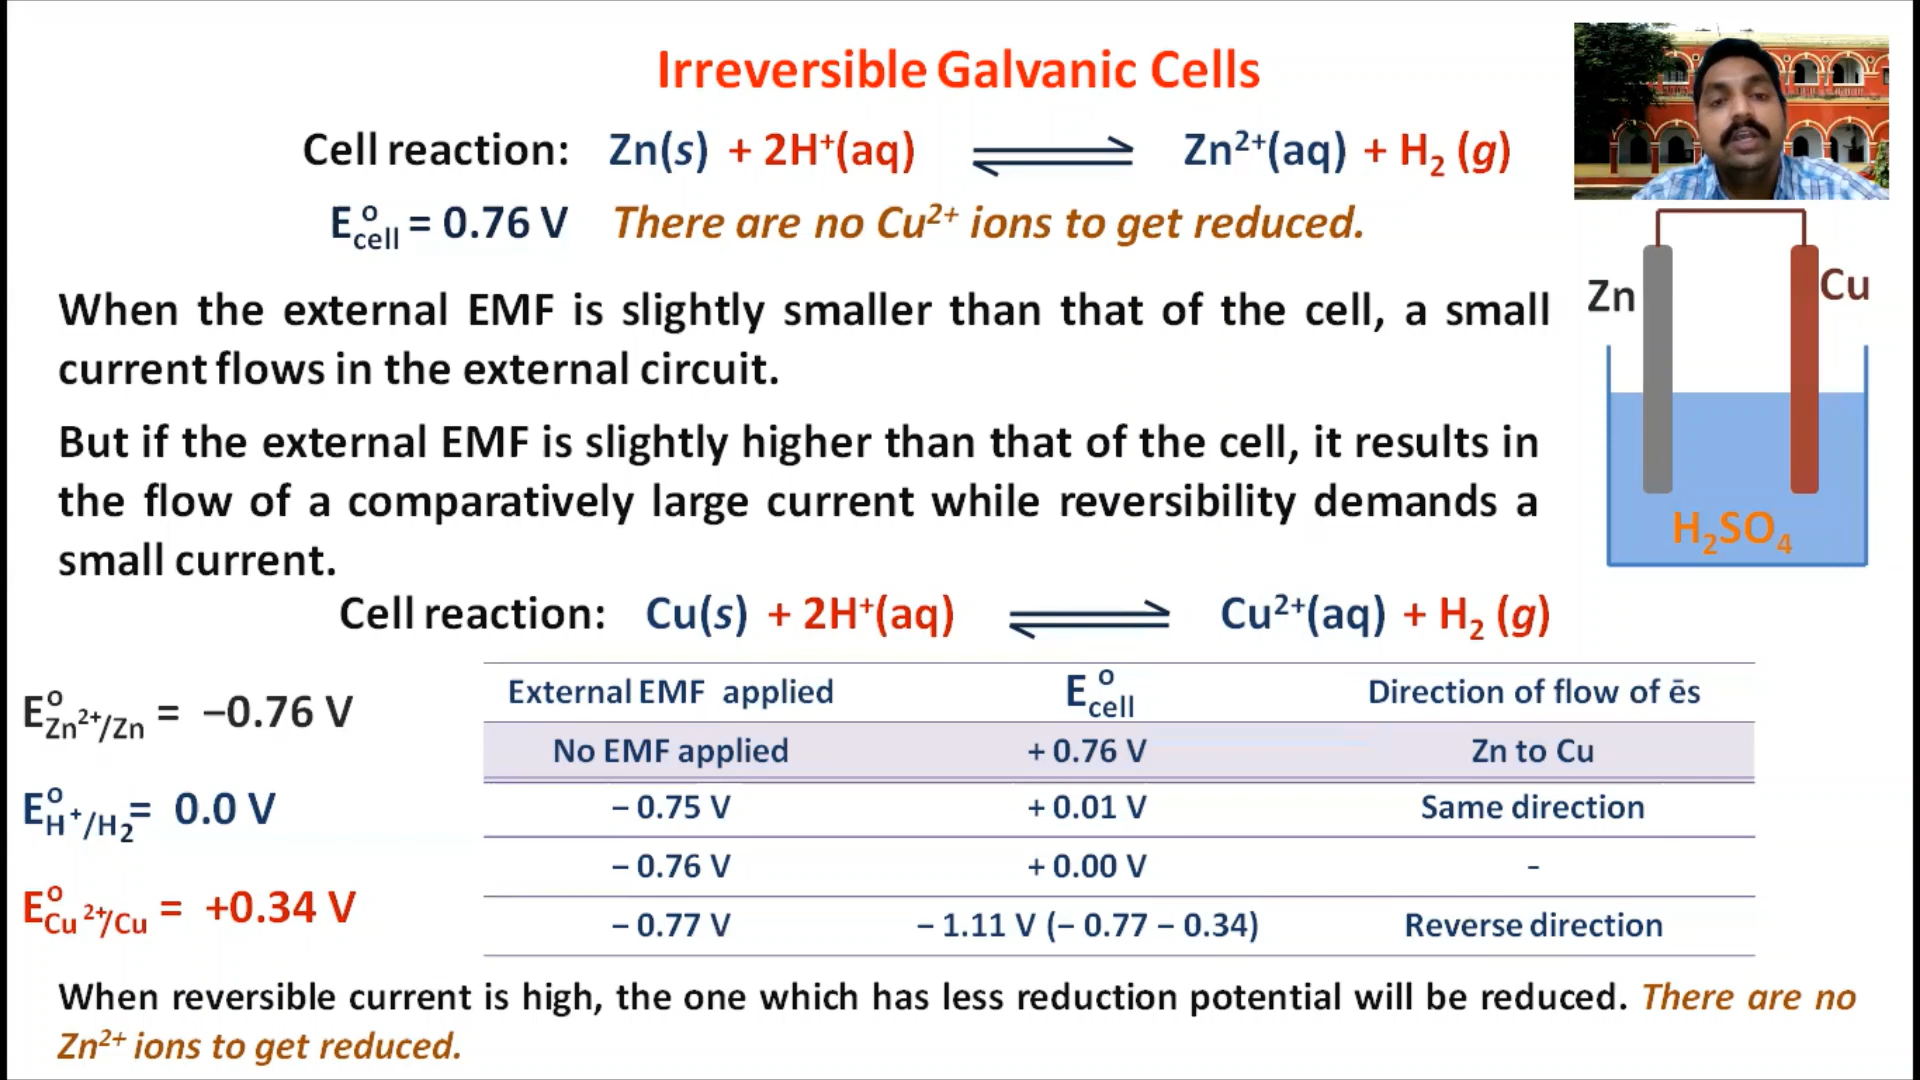 Irreversible Galvanic Cells
Cell reaction: Zn(s) + 2H⁺(aq) ⇌ Zn²⁺(aq) + H₂ (g)
E°cell = 0.76 V There are no Cu²⁺ ions to get reduced.
When the external EMF is slightly smaller than that of the cell, a small
current flows in the external circuit.
But if the external EMF is slightly higher than that of the cell, it results in
the flow of a comparatively large current while reversibility demands a
small current.
Zn
Cu
H₂SO₄
Cell reaction: Cu(s) + 2H⁺(aq) ⇌ Cu²⁺(aq) + H₂ (g)
E°Zn²⁺/Zn = –0.76 V
E°H⁺/H₂ = 0.0 V
E°Cu²⁺/Cu = +0.34 V
External EMF applied E°cell Direction of flow of ēs
No EMF applied + 0.76 V Zn to Cu
– 0.75 V + 0.01 V Same direction
– 0.76 V + 0.00 V -
– 0.77 V – 1.11 V (– 0.77 – 0.34) Reverse direction
When reversible current is high, the one which has less reduction potential will be reduced. There are no
Zn²⁺ ions to get reduced.